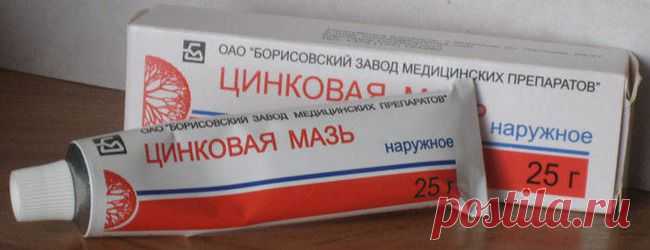 ОАО "БОРИСОВСКИЙ ЗАВОД МЕДИЦИНСКИХ ПРЕПАРАТОВ"
ЦИНКОВАЯ МАЗЬ
наружное
25 г
ОАО "БОРИСОВСКИЙ ЗАВОД МЕДИЦИНСКИХ ПРЕПАРАТОВ"
ЦИНКОВАЯ МАЗЬ
наружное
25 г
postila.ru